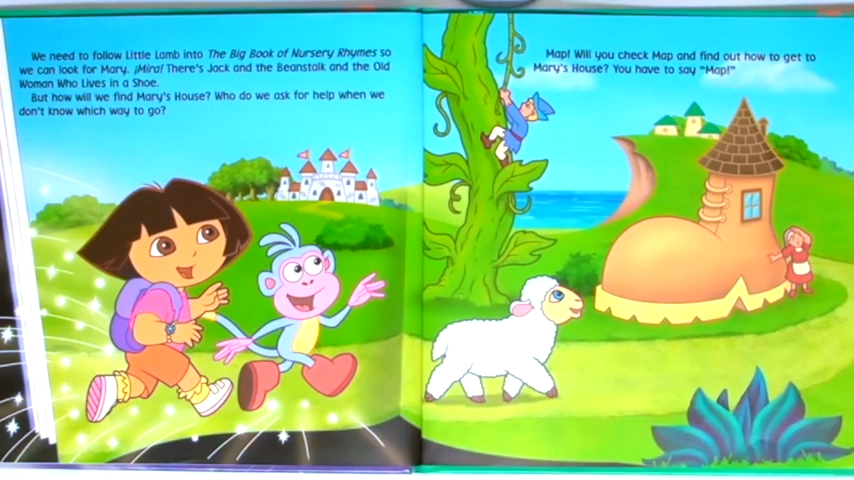 We need to follow Little Lamb into The Big Book of Nursery Rhymes so
we can look for Mary. ¡Mira! There's Jack and the Beanstalk and the Old
Woman Who Lives in a Shoe.
But how will we find Mary's House? Who do we ask for help when we
don't know which way to go?
Map! Will you check Map and find out how to get to
Mary's House? You have to say "Map!"